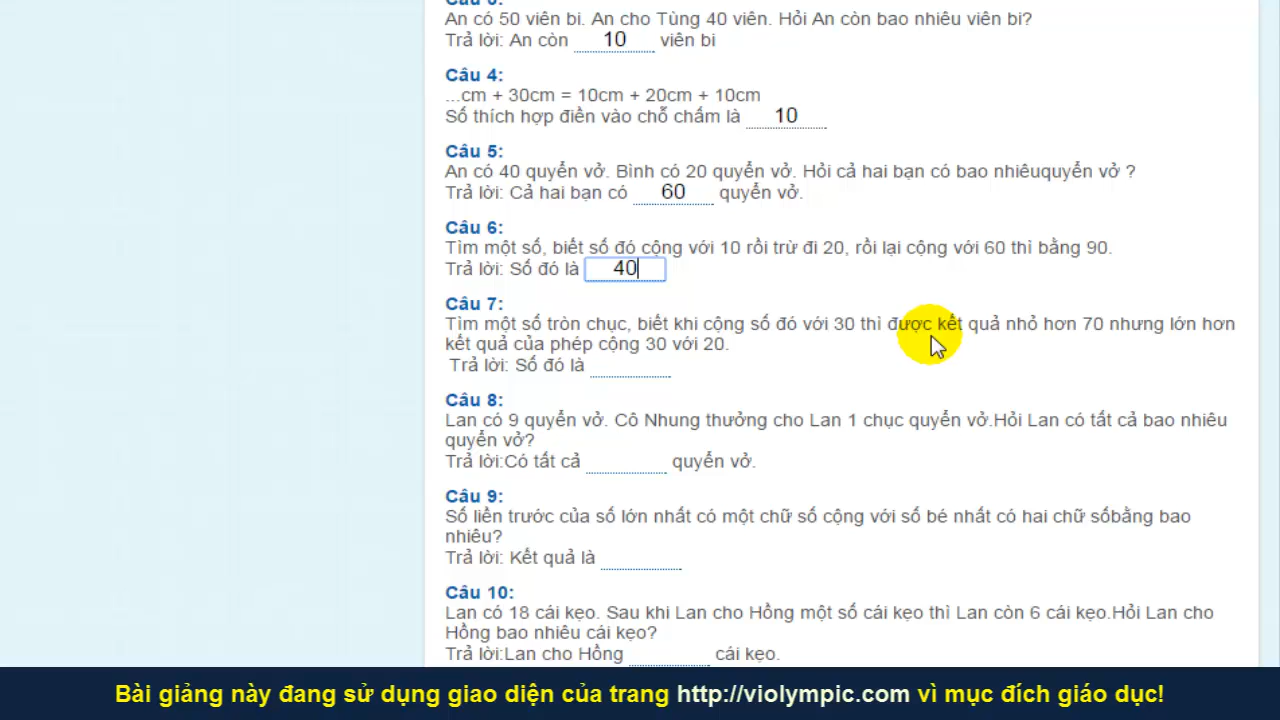 An có 50 viên bi. An cho Tùng 40 viên. Hỏi An còn bao nhiêu viên bi?
Trả lời: An còn 10 viên bi
Câu 4:
...cm + 30cm = 10cm + 20cm + 10cm
Số thích hợp điền vào chỗ chấm là 10
Câu 5:
An có 40 quyển vở. Bình có 20 quyển vở. Hỏi cả hai bạn có bao nhiêuquyển vở ?
Trả lời: Cả hai bạn có 60 quyển vở.
Câu 6:
Tìm một số, biết số đó cộng với 10 rồi trừ đi 20, rồi lại cộng với 60 thì bằng 90.
Trả lời: Số đó là 40
Câu 7:
Tìm một số tròn chục, biết khi cộng số đó với 30 thì được kết quả nhỏ hơn 70 nhưng lớn hơn
kết quả của phép cộng 30 với 20.
Trả lời: Số đó là
Câu 8:
Lan có 9 quyển vở. Cô Nhung thưởng cho Lan 1 chục quyển vở.Hỏi Lan có tất cả bao nhiêu
quyển vở?
Trả lời:Có tất cả quyển vở.
Câu 9:
Số liền trước của số lớn nhất có một chữ số cộng với số bé nhất có hai chữ sốbằng bao
nhiêu?
Trả lời: Kết quả là
Câu 10:
Lan có 18 cái kẹo. Sau khi Lan cho Hồng một số cái kẹo thì Lan còn 6 cái kẹo.Hỏi Lan cho
Hồng bao nhiêu cái kẹo?
Trả lời:Lan cho Hồng cái kẹo.
Bài giảng này đang sử dụng giao diện của trang http://violympic.com vì mục đích giáo dục!